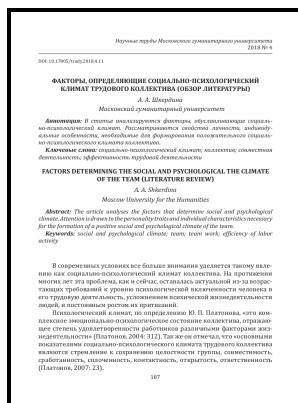 Научные труды Московского гуманитарного университета
2018 № 4
DOI: 10.17805/trudy.2018.4.11
ФАКТОРЫ, ОПРЕДЕЛЯЮЩИЕ СОЦИАЛЬНО-ПСИХОЛОГИЧЕСКИЙ
КЛИМАТ ТРУДОВОГО КОЛЛЕКТИВА (ОБЗОР ЛИТЕРАТУРЫ)
А. А. Шкердина
Московский гуманитарный университет
Аннотация: В статье анализируются факторы, обуславливающие социаль-
но-психологический климат. Рассматриваются свойства личности, индивиду-
альные особенности, необходимые для формирования положительного социаль-
но-психологического климата коллектива.
Ключевые слова: социально-психологический климат; коллектив; совместная
деятельность; эффективность трудовой деятельности
FACTORS DETERMINING THE SOCIAL AND PSYCHOLOGICAL THE CLIMATE
OF THE TEAM (LITERATURE REVIEW)
A. A. Shkerdina
Moscow University for the Humanities
Abstract: The article analyses the factors that determine social and psychological
climate. Attention is drawn to the personality traits and individual characteristics necessary
for the formation of a positive social and psychological climate of the team.
Keywords: social and psychological climate; team; team work; efficiency of labor
activity
В современных условиях все больше внимания уделяется такому явле-
нию как социально-психологический климат коллектива. На протяжении
многих лет эта проблема, как и сейчас, оставалась актуальной из-за возрас-
тающих требований к уровню психологической включенности человека в
его трудовую деятельность, усложнением психической жизнедеятельности
людей, и постоянным ростом их притязаний.
Психологический климат, по определению Ю. П. Платонова, «это ком-
плексное эмоционально-психологическое состояние коллектива, отражаю-
щее степень удовлетворенности работников различными факторами жиз-
недеятельности» (Платонов, 2004: 312). Так же он отмечал, что «основными
показателями социально-психологического климата трудового коллектива
являются стремление к сохранению целостности группы, совместимость,
сработанность, сплоченность, контактность, открытость, ответственность
(Платонов, 2007: 23).
107